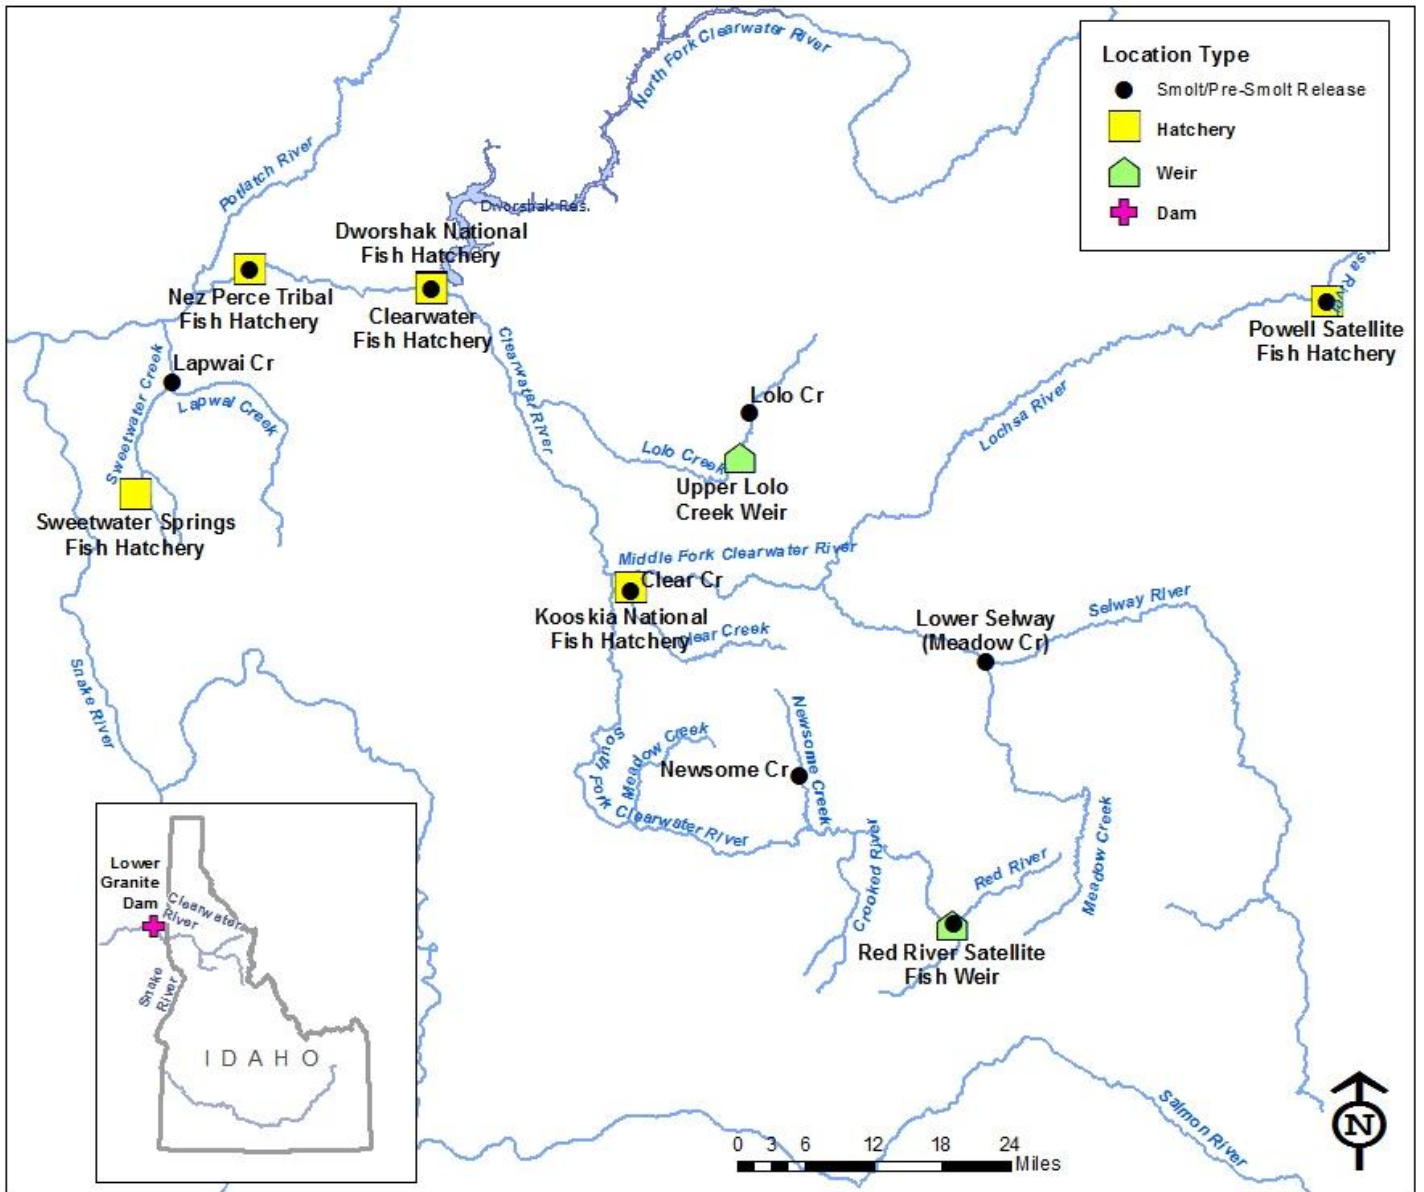 North Fork Clearwater River
Location Type
Smolt/Pre-Smolt Release
Hatchery
Weir
Dam
Potlatch River
Dworshak Res.
Dworshak National
Fish Hatchery
Nez Perce Tribal
Fish Hatchery
Clearwater
Fish Hatchery
Powell Satellite
Fish Hatchery
Clearwater River
Lapwai Cr
Sweetwater Creek
Lapwai Creek
Lolo Cr
Lochsa River
Lolo Creek
Upper Lolo
Creek Weir
Sweetwater Springs
Fish Hatchery
Middle Fork Clearwater River
Clear Cr
Kooskia National
Fish Hatchery
Clear Creek
Selway River
Lower Selway
(Meadow Cr)
Snake River
South Fork Clearwater River
Meadow Creek
Newsome Cr
Newsome Creek
Crooked River
Red River
Meadow Creek
Red River Satellite
Fish Weir
Lower
Granite
Dam
Clearwater
River
Snake
River
IDAHO
Salmon River
N
0 3 6 12 18 24
Miles